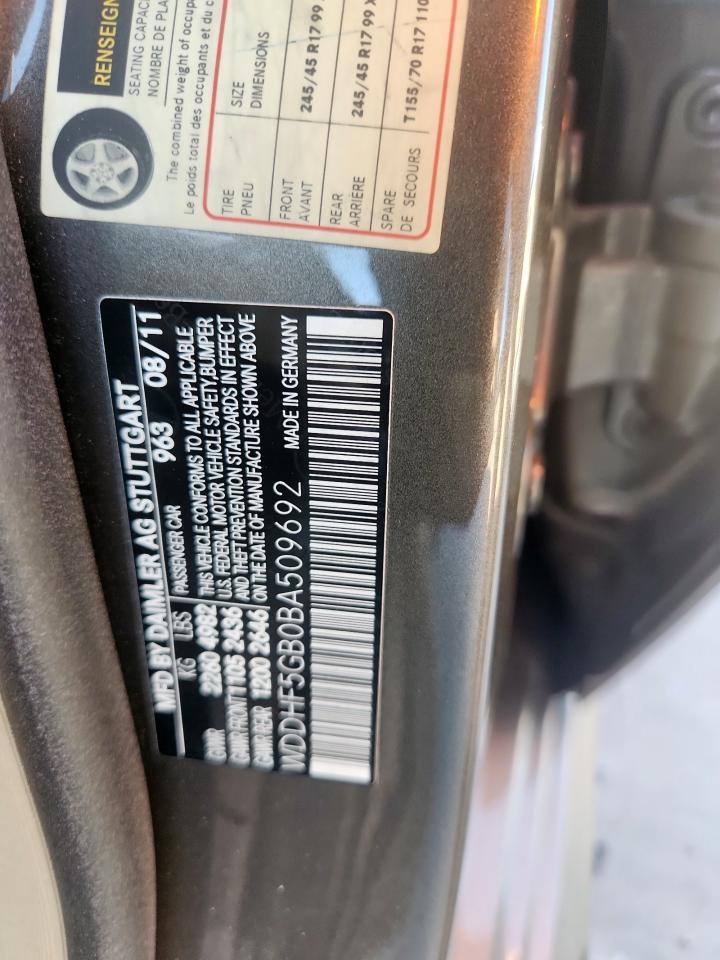 RENSEIGN
SEATING CAPAC
NOMBRE DE PLA
The combined weight of occup
Le poids total des occupants et du c
TIRE SIZE
PNEU DIMENSIONS
FRONT
AVANT 245/45 R17 99
REAR
ARRIÈRE 245/45 R17 99 X
SPARE
DE SECOURS T155/70 R17 110
MFD BY DAIMLER AG STUTTGART
KG LBS PASSENGER CAR 963 08/11
GVWR 2260 4982 THIS VEHICLE CONFORMS TO ALL APPLICABLE
GAWR FRONT 1105 2436 U.S. FEDERAL MOTOR VEHICLE SAFETY, BUMPER
GAWR REAR 1200 2646 AND THEFT PREVENTION STANDARDS IN EFFECT
ON THE DATE OF MANUFACTURE SHOWN ABOVE
WDDHF5GB0BA509692 MADE IN GERMANY